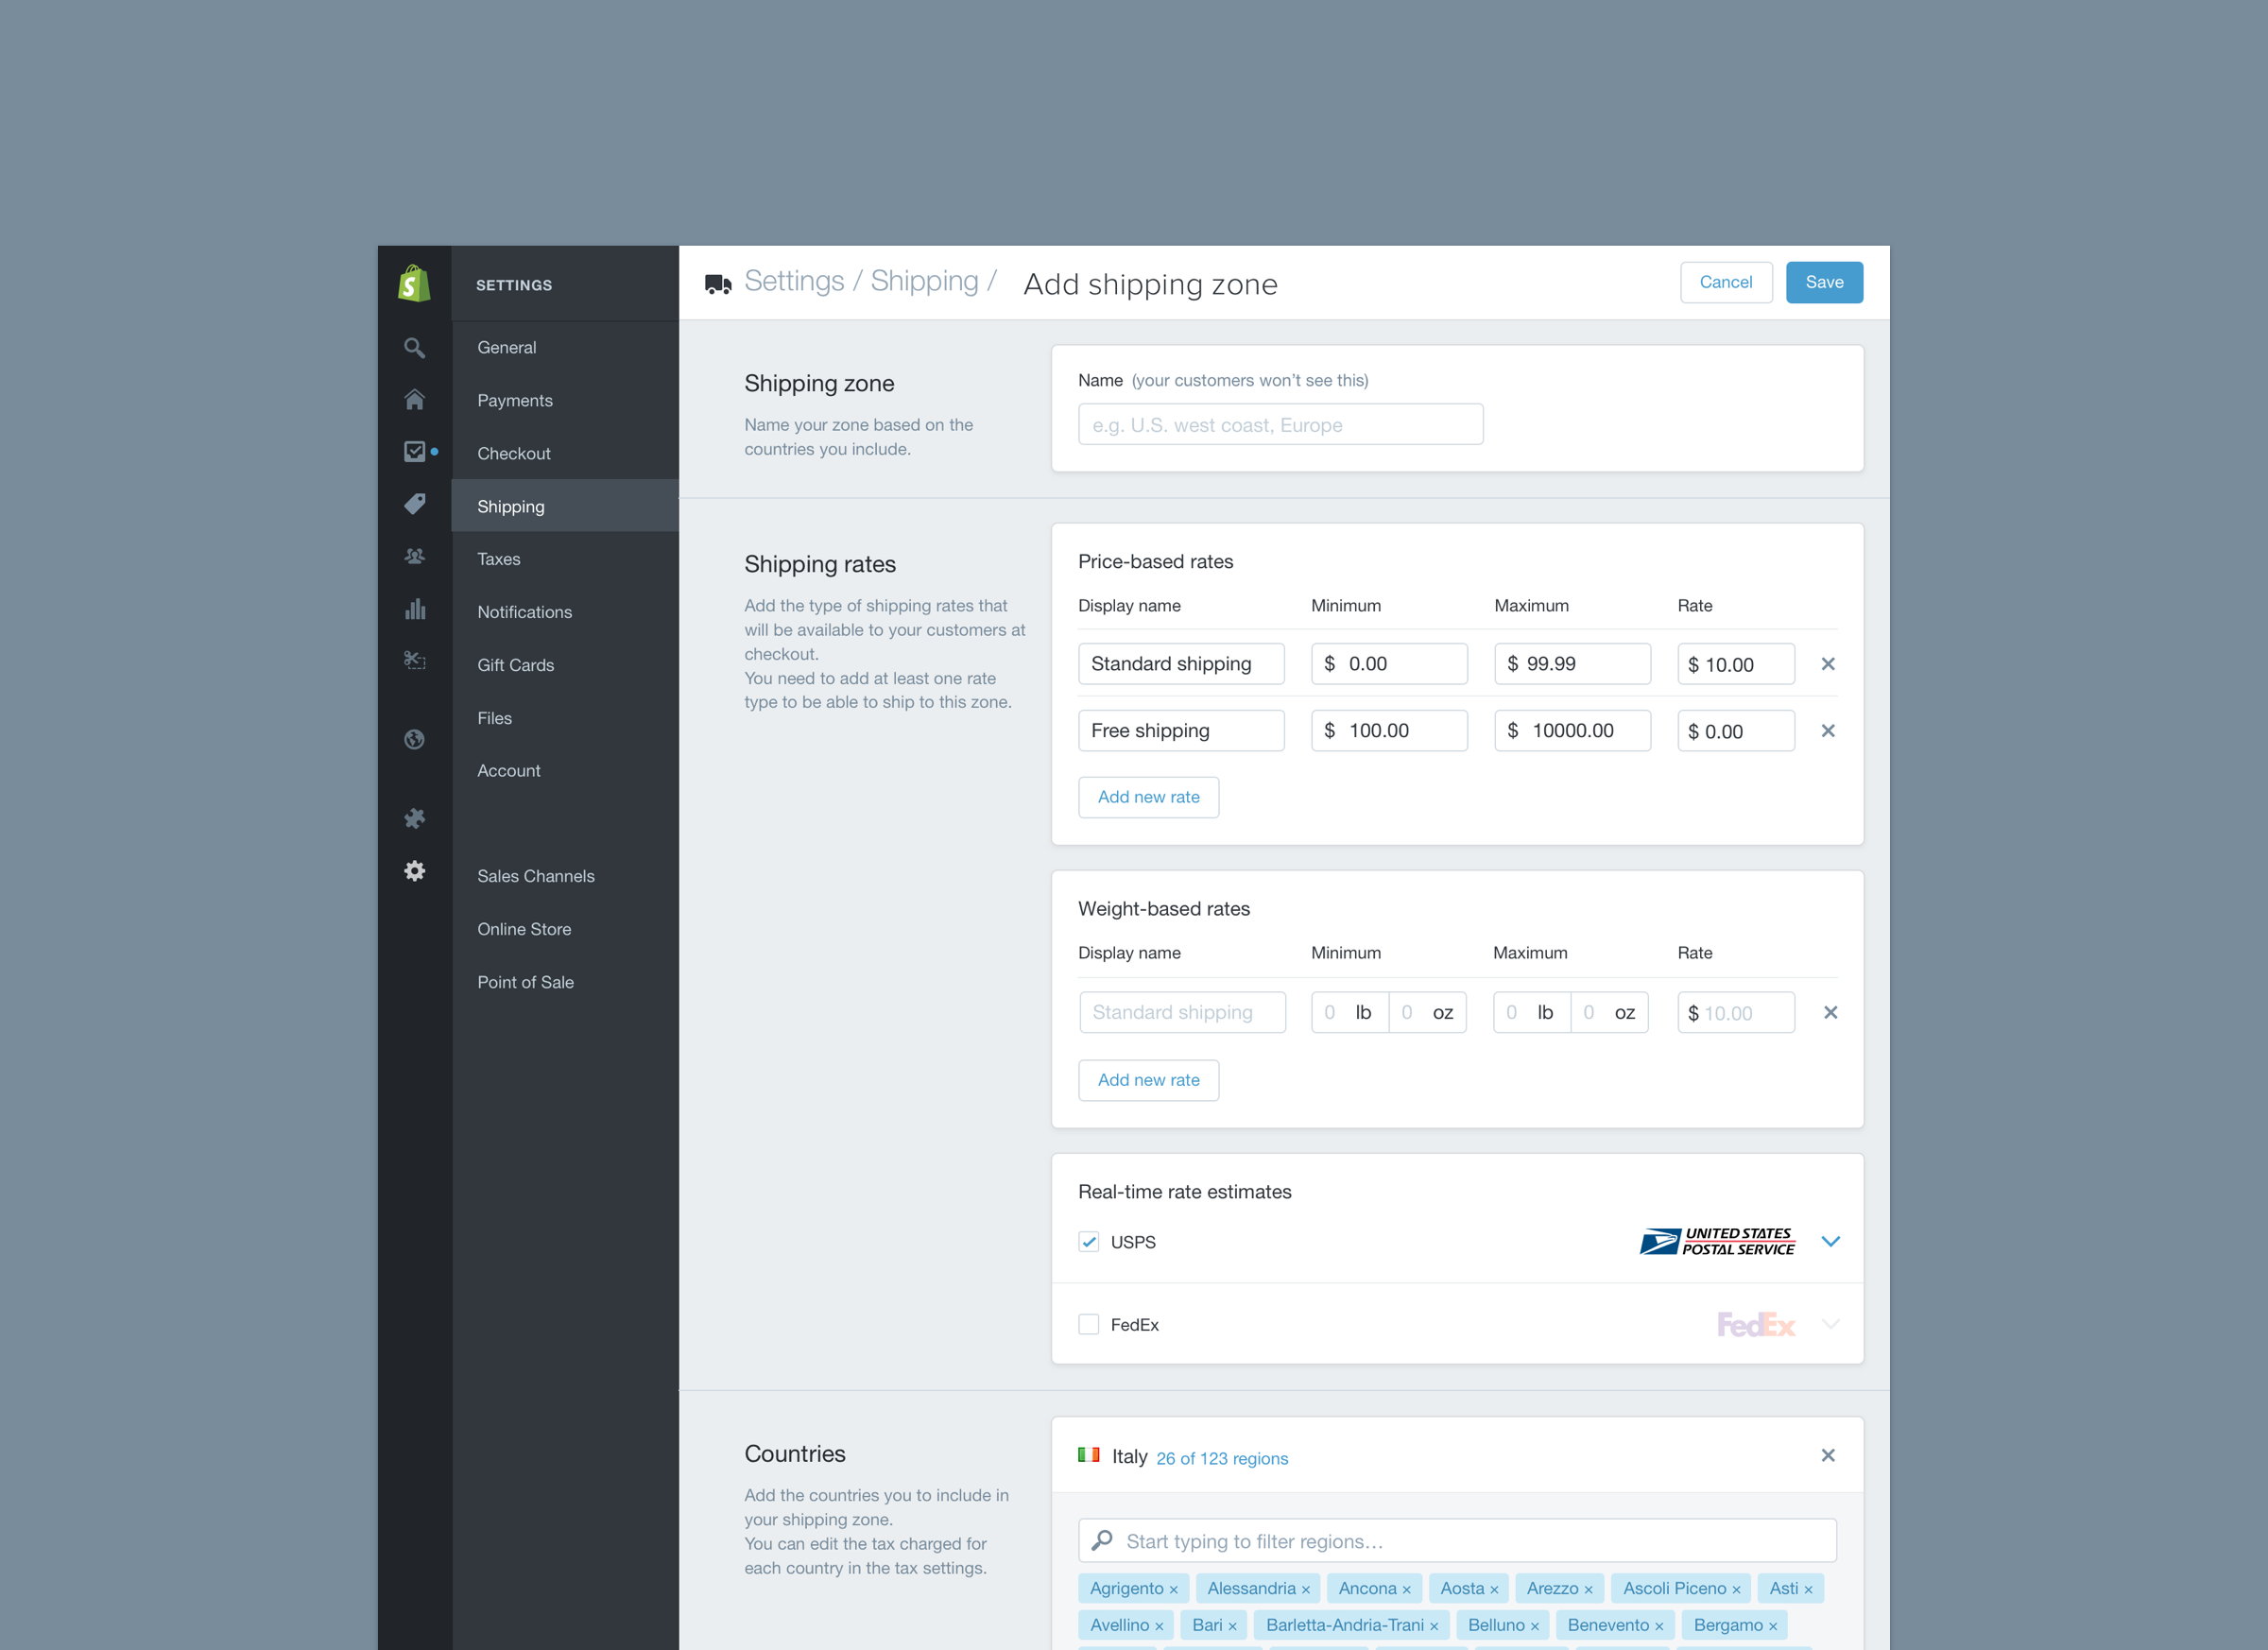 SETTINGS
General
Payments
Checkout
Shipping
Taxes
Notifications
Gift Cards
Files
Account
Sales Channels
Online Store
Point of Sale
Settings / Shipping / Add shipping zone
Cancel
Save
Shipping zone
Name your zone based on the
countries you include.
Name (your customers won’t see this)
e.g. U.S. west coast, Europe
Shipping rates
Add the type of shipping rates that
will be available to your customers at
checkout.
You need to add at least one rate
type to be able to ship to this zone.
Price-based rates
Display name Minimum Maximum Rate
Standard shipping $ 0.00 $ 99.99 $ 10.00 ×
Free shipping $ 100.00 $ 10000.00 $ 0.00 ×
Add new rate
Weight-based rates
Display name Minimum Maximum Rate
Standard shipping 0 lb 0 oz 0 lb 0 oz $ 10.00 ×
Add new rate
Real-time rate estimates
USPS
UNITED STATES
POSTAL SERVICE
FedEx
FedEx
Countries
Add the countries you to include in
your shipping zone.
You can edit the tax charged for
each country in the tax settings.
Italy 26 of 123 regions ×
Start typing to filter regions…
Agrigento × Alessandria × Ancona × Aosta × Arezzo × Ascoli Piceno × Asti ×
Avellino × Bari × Barletta-Andria-Trani × Belluno × Benevento × Bergamo ×